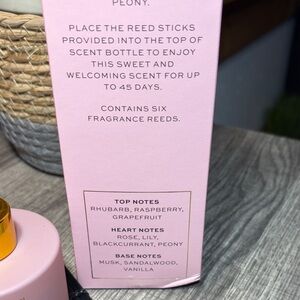 PEONY.
PLACE THE REED STICKS
PROVIDED INTO THE TOP OF
SCENT BOTTLE TO ENJOY
THIS SWEET AND
WELCOMING SCENT FOR UP
TO 45 DAYS.
CONTAINS SIX
FRAGRANCE REEDS.
TOP NOTES
RHUBARB, RASPBERRY,
GRAPEFRUIT
HEART NOTES
ROSE, LILY,
BLACKCURRANT, PEONY
BASE NOTES
MUSK, SANDALWOOD,
VANILLA